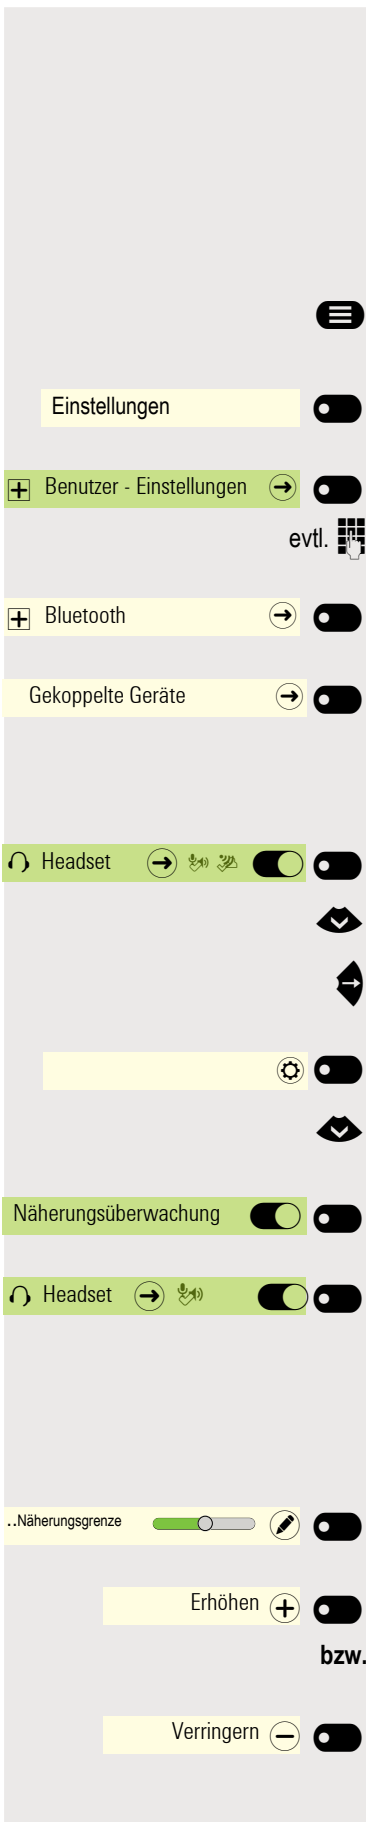 Einstellungen
Benutzer - Einstellungen
evtl.
Bluetooth
Gekoppelte Geräte
Headset
Näherungsüberwachung
Headset
..Näherungsgrenze
Erhöhen
bzw.
Verringern